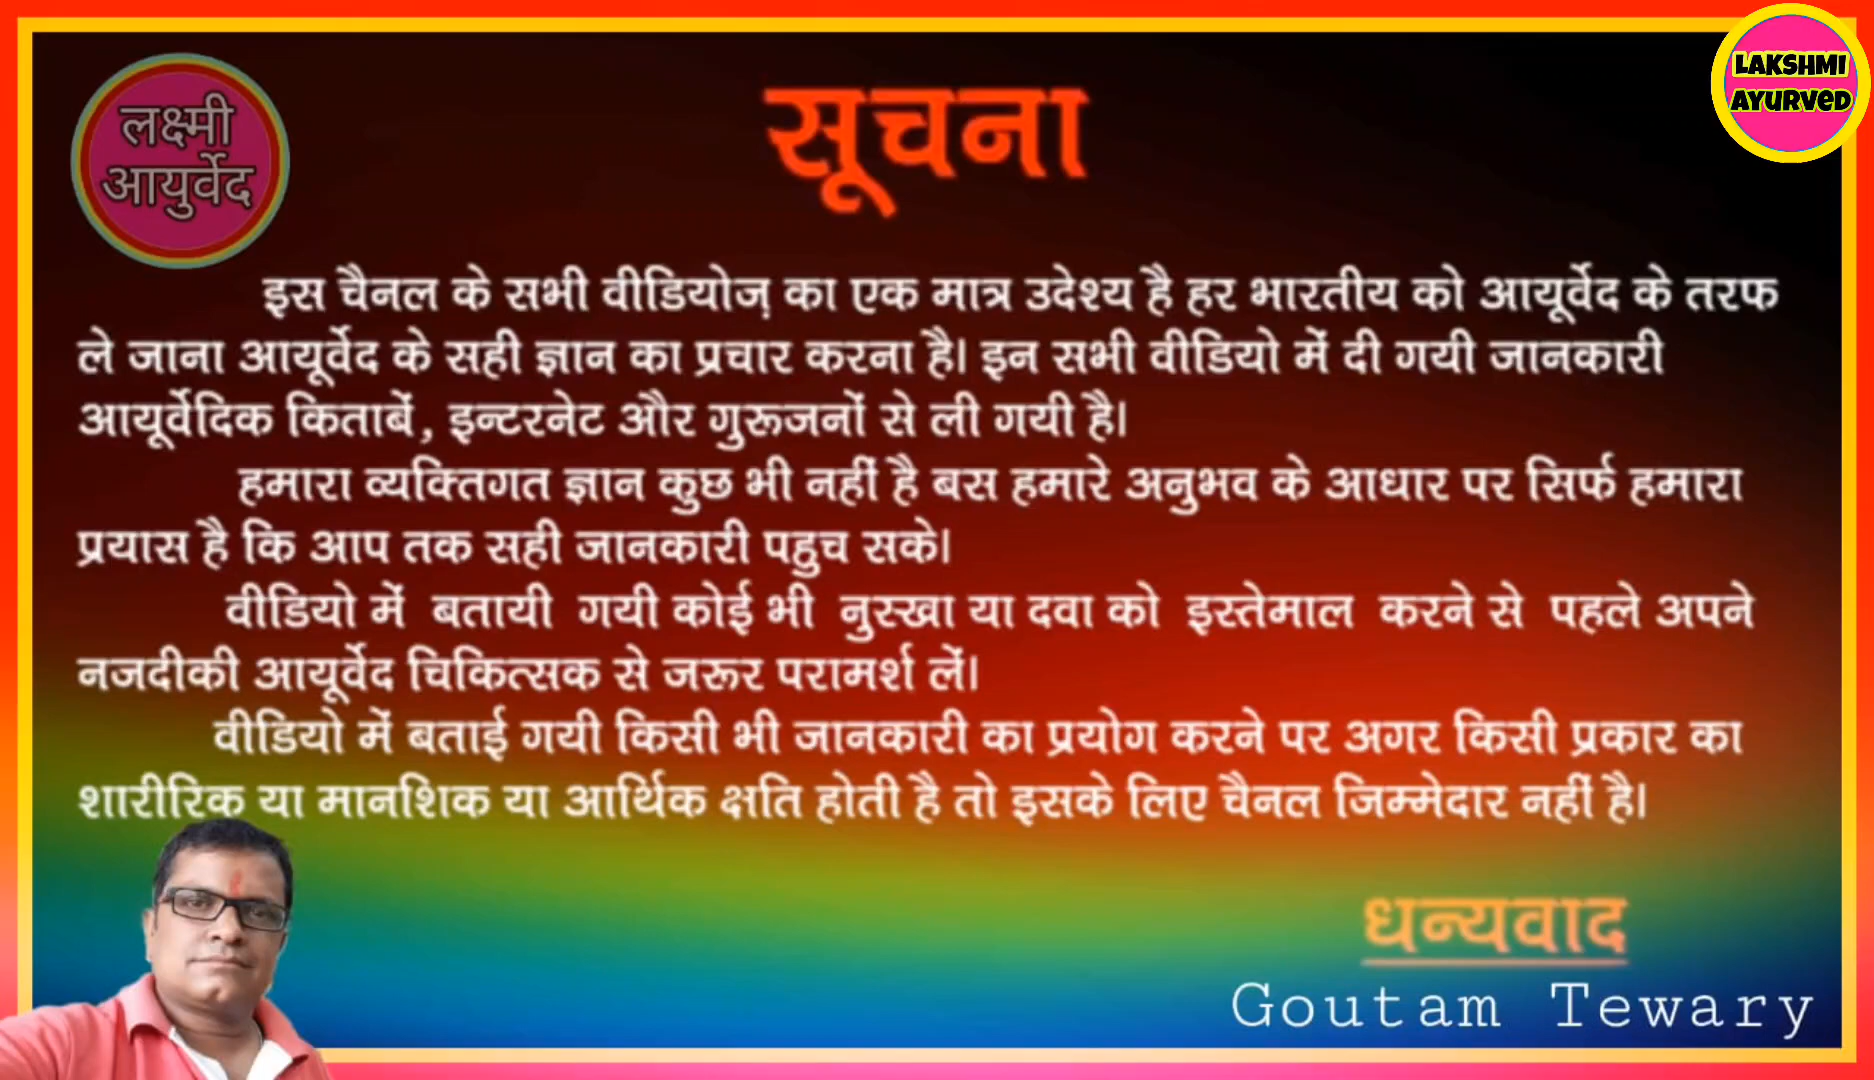 लक्ष्मी
आयुर्वेद
LAKSHMI
AYURVED
सूचना
इस चैनल के सभी वीडियोज़ का एक मात्र उदेश्य है हर भारतीय को आयूर्वेद के तरफ
ले जाना आयूर्वेद के सही ज्ञान का प्रचार करना है। इन सभी वीडियो में दी गयी जानकारी
आयूर्वेदिक किताबें, इन्टरनेट और गुरूजनों से ली गयी है।
हमारा व्यक्तिगत ज्ञान कुछ भी नहीं है बस हमारे अनुभव के आधार पर सिर्फ हमारा
प्रयास है कि आप तक सही जानकारी पहुच सके।
वीडियो में बतायी गयी कोई भी नुस्खा या दवा को इस्तेमाल करने से पहले अपने
नजदीकी आयूर्वेद चिकित्सक से जरूर परामर्श लें।
वीडियो में बताई गयी किसी भी जानकारी का प्रयोग करने पर अगर किसी प्रकार का
शारीरिक या मानशिक या आर्थिक क्षति होती है तो इसके लिए चैनल जिम्मेदार नहीं है।
धन्यवाद
Goutam Tewary